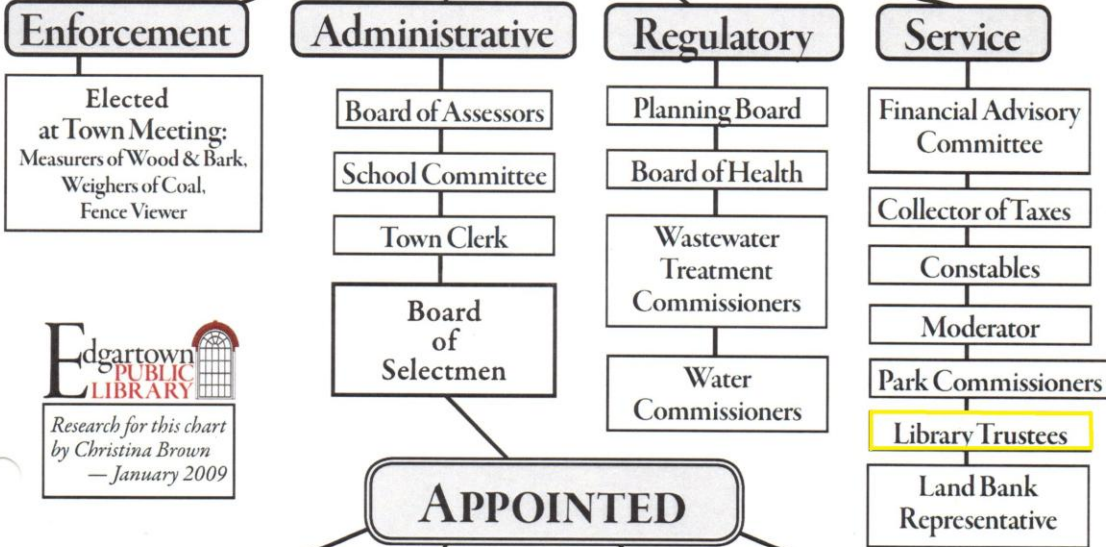 Enforcement
Elected
at Town Meeting:
Measurers of Wood & Bark,
Weighers of Coal,
Fence Viewer
Administrative
Board of Assessors
School Committee
Town Clerk
Board
of
Selectmen
Regulatory
Planning Board
Board of Health
Wastewater
Treatment
Commissioners
Water
Commissioners
Service
Financial Advisory
Committee
Collector of Taxes
Constables
Moderator
Park Commissioners
Library Trustees
Land Bank
Representative
Edgartown
PUBLIC
LIBRARY
Research for this chart
by Christina Brown
— January 2009
APPOINTED